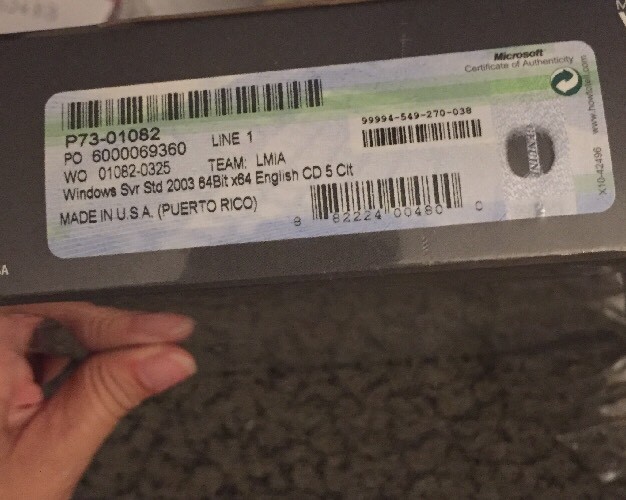 Microsoft
Certificate of Authenticity
P73-01082
LINE 1
PO 6000069360
TEAM: LMIA
WO 01082-0325
Windows Svr Std 2003 64Bit x64 English CD 5 Clt
MADE IN U.S.A. (PUERTO RICO)
99994-549-270-038
8 82224 00480 0
X10-42496